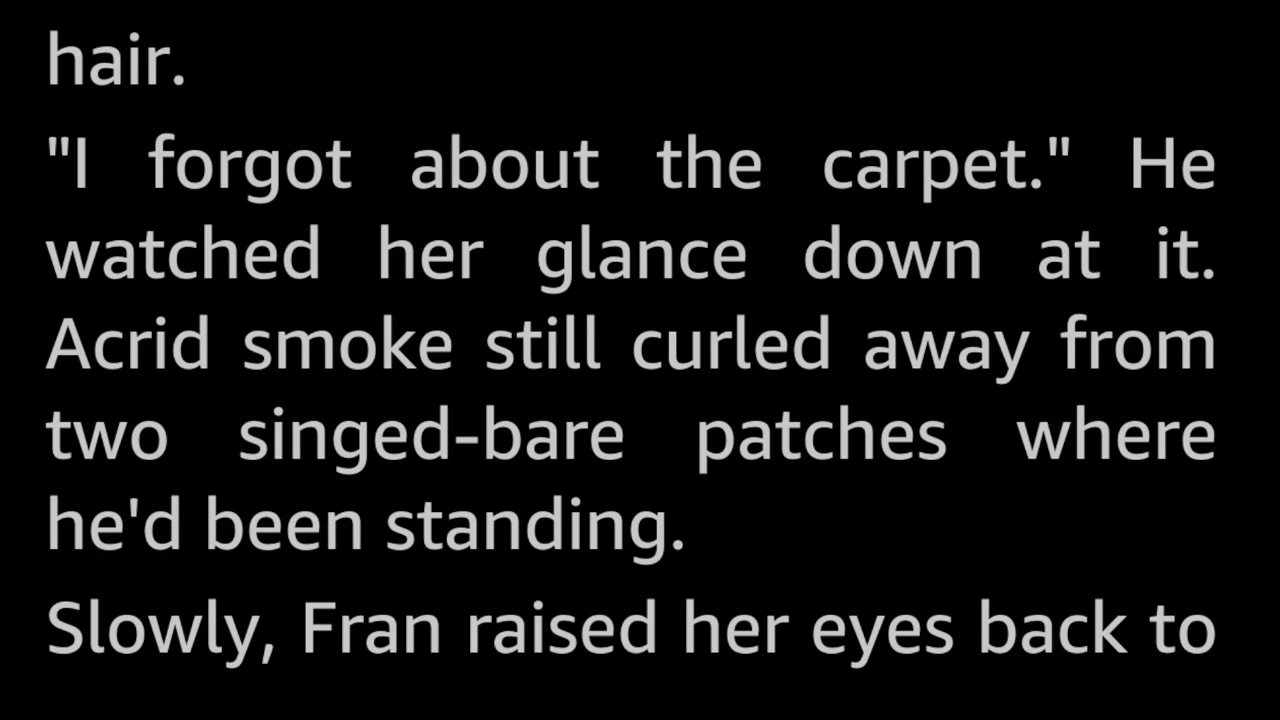 hair.
"I forgot about the carpet." He
watched her glance down at it.
Acrid smoke still curled away from
two singed-bare patches where
he'd been standing.
Slowly, Fran raised her eyes back to